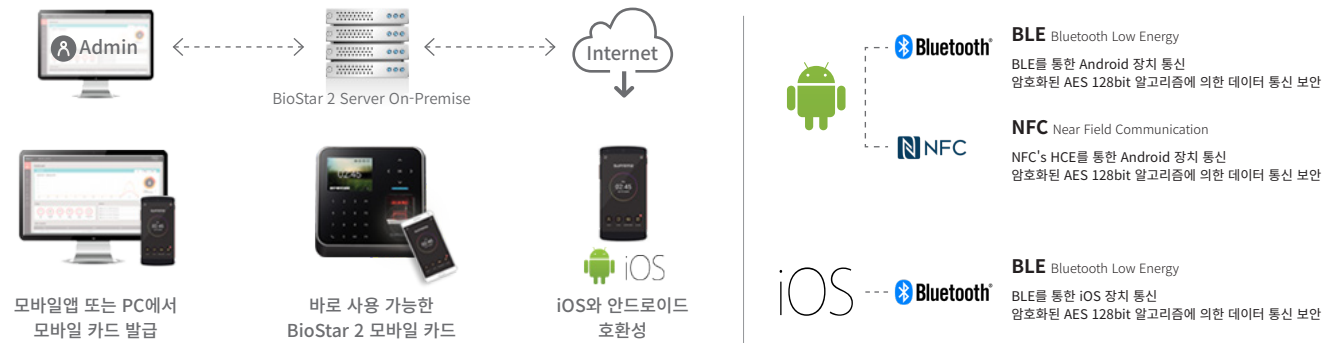 Admin
Internet
BioStar 2 Server On-Premise
02:45
02:45
모바일앱 또는 PC에서
모바일 카드 발급
바로 사용 가능한
BioStar 2 모바일 카드
iOS
iOS와 안드로이드
호환성
Bluetooth®
BLE Bluetooth Low Energy
BLE를 통한 Android 장치 통신
암호화된 AES 128bit 알고리즘에 의한 데이터 통신 보안
NFC
NFC Near Field Communication
NFC's HCE를 통한 Android 장치 통신
암호화된 AES 128bit 알고리즘에 의한 데이터 통신 보안
iOS
Bluetooth®
BLE Bluetooth Low Energy
BLE를 통한 iOS 장치 통신
암호화된 AES 128bit 알고리즘에 의한 데이터 통신 보안